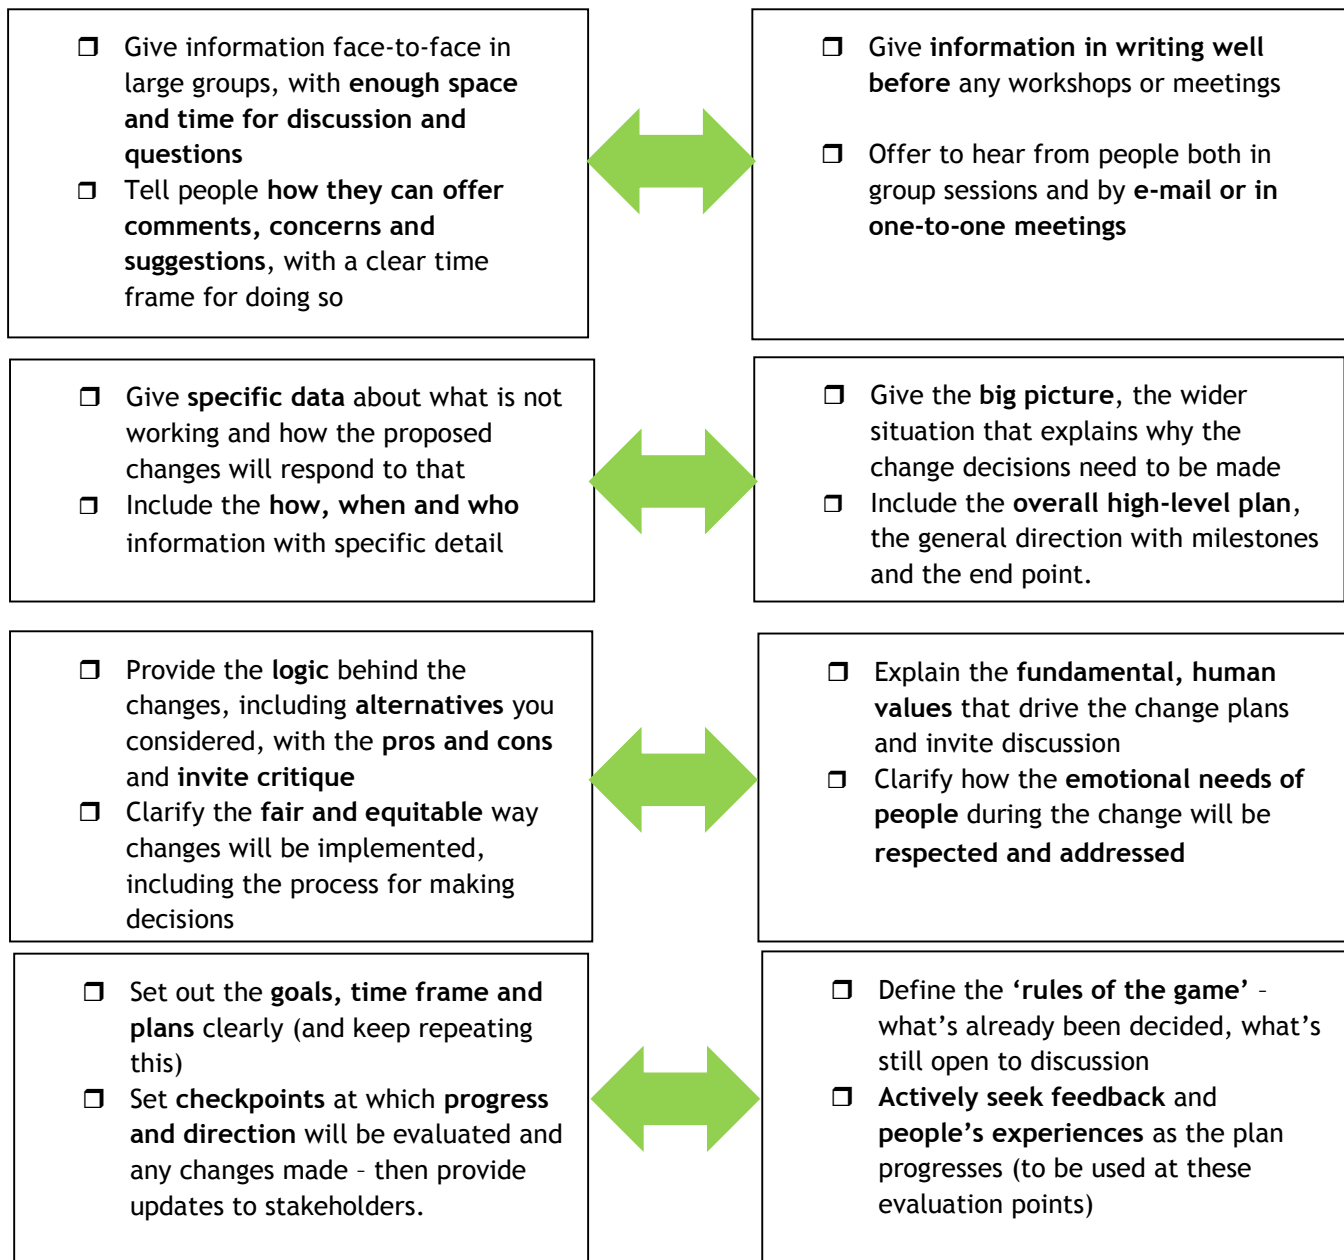 ❒ Give information face-to-face in
large groups, with enough space
and time for discussion and
questions
❒ Tell people how they can offer
comments, concerns and
suggestions, with a clear time
frame for doing so
❒ Give information in writing well
before any workshops or meetings
❒ Offer to hear from people both in
group sessions and by e-mail or in
one-to-one meetings
❒ Give specific data about what is not
working and how the proposed
changes will respond to that
❒ Include the how, when and who
information with specific detail
❒ Give the big picture, the wider
situation that explains why the
change decisions need to be made
❒ Include the overall high-level plan,
the general direction with milestones
and the end point.
❒ Provide the logic behind the
changes, including alternatives you
considered, with the pros and cons
and invite critique
❒ Clarify the fair and equitable way
changes will be implemented,
including the process for making
decisions
❒ Explain the fundamental, human
values that drive the change plans
and invite discussion
❒ Clarify how the emotional needs of
people during the change will be
respected and addressed
❒ Set out the goals, time frame and
plans clearly (and keep repeating
this)
❒ Set checkpoints at which progress
and direction will be evaluated and
any changes made – then provide
updates to stakeholders.
❒ Define the ‘rules of the game’ –
what’s already been decided, what’s
still open to discussion
❒ Actively seek feedback and
people’s experiences as the plan
progresses (to be used at these
evaluation points)